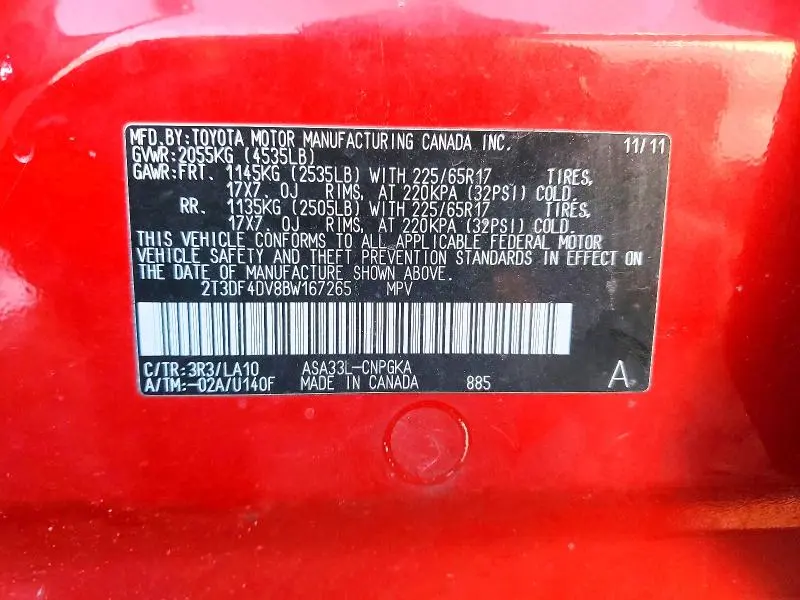 MFD.BY:TOYOTA MOTOR MANUFACTURING CANADA INC. 11/11
GVWR:2055KG (4535LB)
GAWR:FRT. 1145KG (2535LB) WITH 225/65R17 TIRES,
17X7. OJ RIMS, AT 220KPA (32PSI) COLD.
RR. 1135KG (2505LB) WITH 225/65R17 TIRES,
17X7. OJ RIMS, AT 220KPA (32PSI) COLD.
THIS VEHICLE CONFORMS TO ALL APPLICABLE FEDERAL MOTOR
VEHICLE SAFETY AND THEFT PREVENTION STANDARDS IN EFFECT ON
THE DATE OF MANUFACTURE SHOWN ABOVE.
2T3DF4DV8BW167265 MPV
C/TR:3R3/LA10 ASA33L-CNPGKA
A/TM:-02A/U140F MADE IN CANADA 885 A